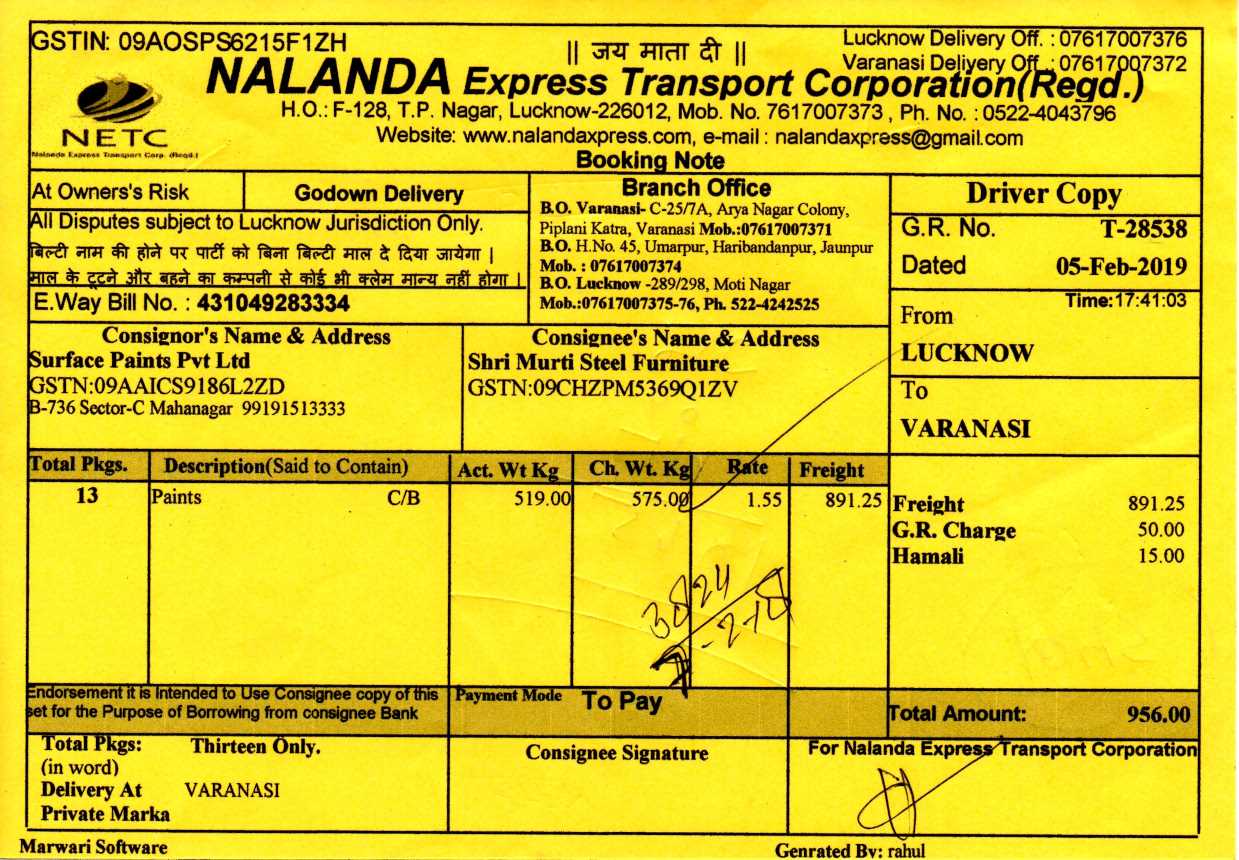 GSTIN: 09AOSPS6215F1ZH
|| जय माता दी ||
Lucknow Delivery Off. : 07617007376
Varanasi Delivery Off. : 07617007372
NALANDA Express Transport Corporation(Regd.)
H.O.: F-128, T.P. Nagar, Lucknow-226012, Mob. No. 7617007373 , Ph. No. : 0522-4043796
Website: www.nalandaxpress.com, e-mail : nalandaxpress@gmail.com
NETC
Nalanda Express Transport Corp. (Regd.)
Booking Note
At Owners's Risk
Godown Delivery
All Disputes subject to Lucknow Jurisdiction Only.
बिल्टी नाम की होने पर पार्टी को बिना बिल्टी माल दे दिया जायेगा |
माल के टूटने और बहने का कम्पनी से कोई भी क्लेम मान्य नहीं होगा |
E.Way Bill No. : 431049283334
Branch Office
B.O. Varanasi- C-25/7A, Arya Nagar Colony,
Piplani Katra, Varanasi Mob.:07617007371
B.O. H.No. 45, Umarpur, Haribandanpur, Jaunpur
Mob. : 07617007374
B.O. Lucknow -289/298, Moti Nagar
Mob.:07617007375-76, Ph. 522-4242525
Driver Copy
G.R. No. T-28538
Dated 05-Feb-2019
Time:17:41:03
From
LUCKNOW
To
VARANASI
Consignor's Name & Address
Surface Paints Pvt Ltd
GSTN:09AAICS9186L2ZD
B-736 Sector-C Mahanagar 99191513333
Consignee's Name & Address
Shri Murti Steel Furniture
GSTN:09CHZPM5369Q1ZV
Total Pkgs. Description(Said to Contain) Act. Wt Kg Ch. Wt. Kg Rate Freight
13 Paints C/B 519.00 575.00 1.55 891.25
Freight 891.25
G.R. Charge 50.00
Hamali 15.00
3824
Endorsement it is Intended to Use Consignee copy of this
set for the Purpose of Borrowing from consignee Bank
Payment Mode To Pay
Total Amount: 956.00
Total Pkgs: Thirteen Only.
(in word)
Delivery At VARANASI
Private Marka
Consignee Signature
For Nalanda Express Transport Corporation
Marwari Software
Genrated By: rahul